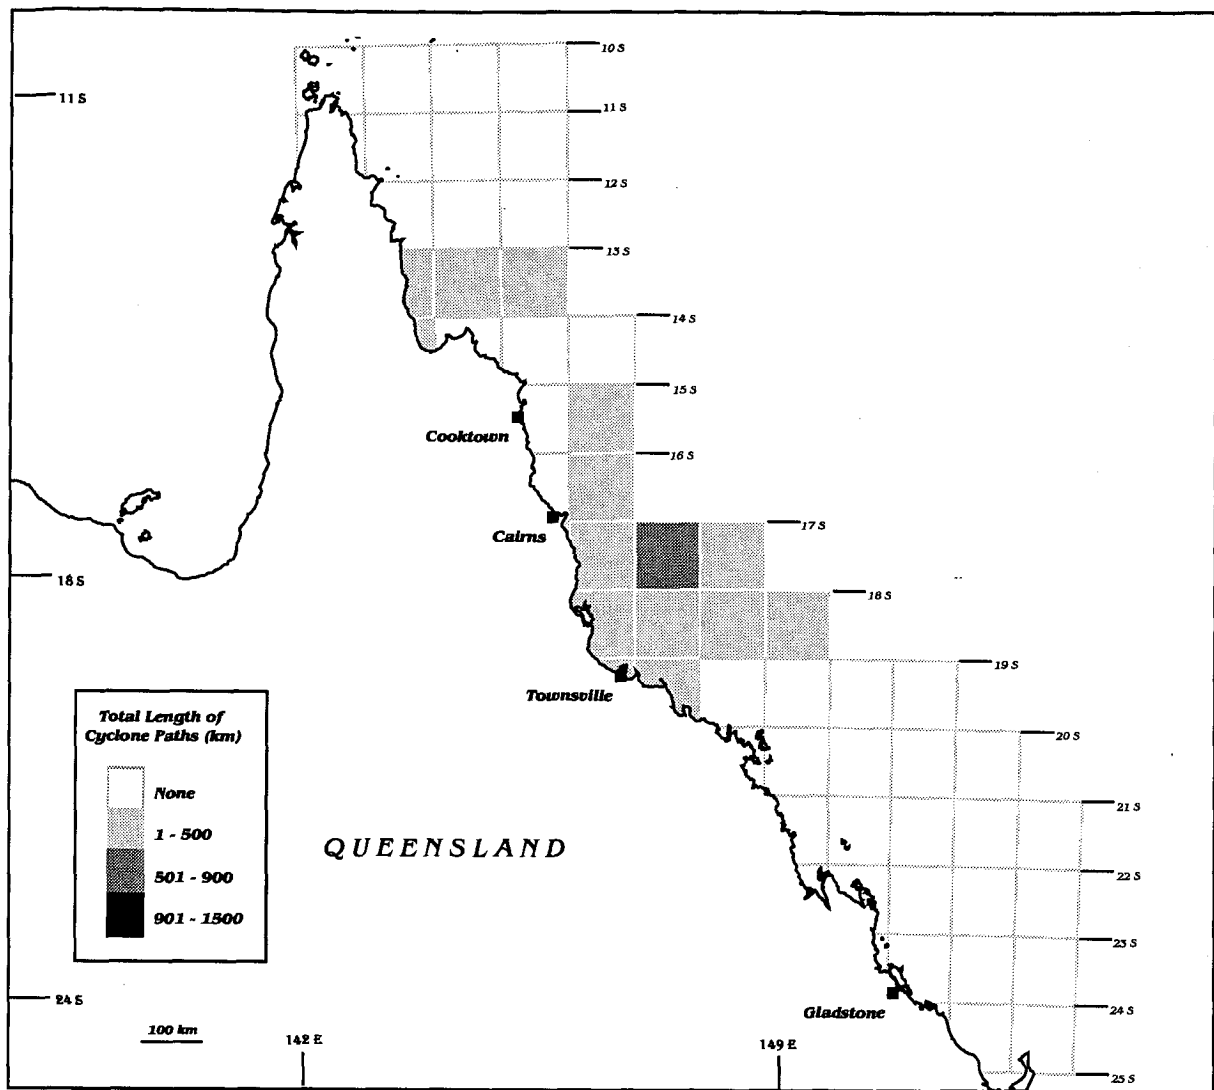 10 S
11 S
11 S
12 S
13 S
14 S
15 S
Cooktown
16 S
Cairns
17 S
18 S
18 S
19 S
Townsville
Total Length of
Cyclone Paths (km)
None
1 - 500
501 - 900
901 - 1500
20 S
21 S
QUEENSLAND
22 S
23 S
24 S
Gladstone
24 S
100 km
142 E
149 E
25 S